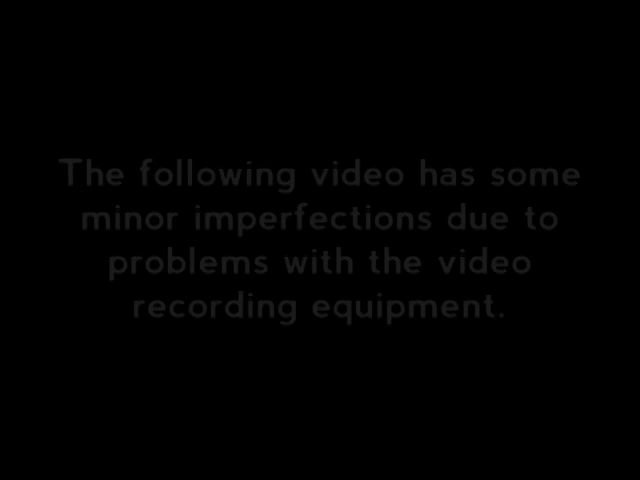 The following video has some
minor imperfections due to
problems with the video
recording equipment.